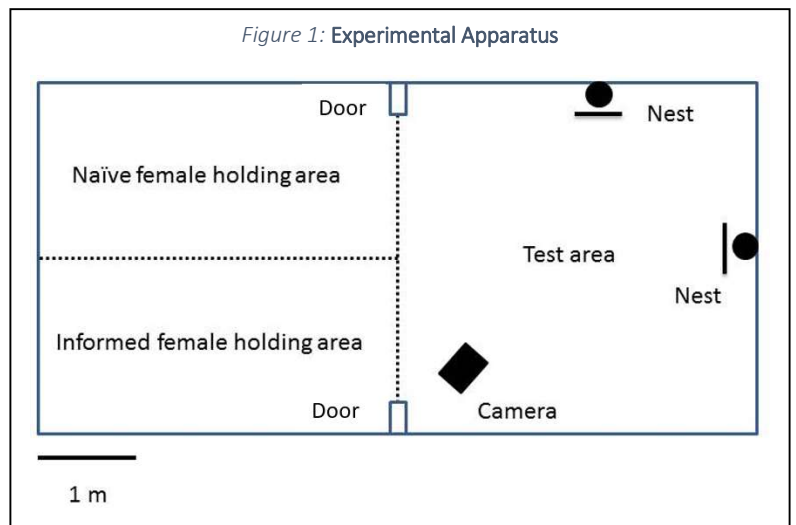 Figure 1: Experimental Apparatus
Door
Nest
Naïve female holding area
Test area
Nest
Informed female holding area
Door
Camera
1 m